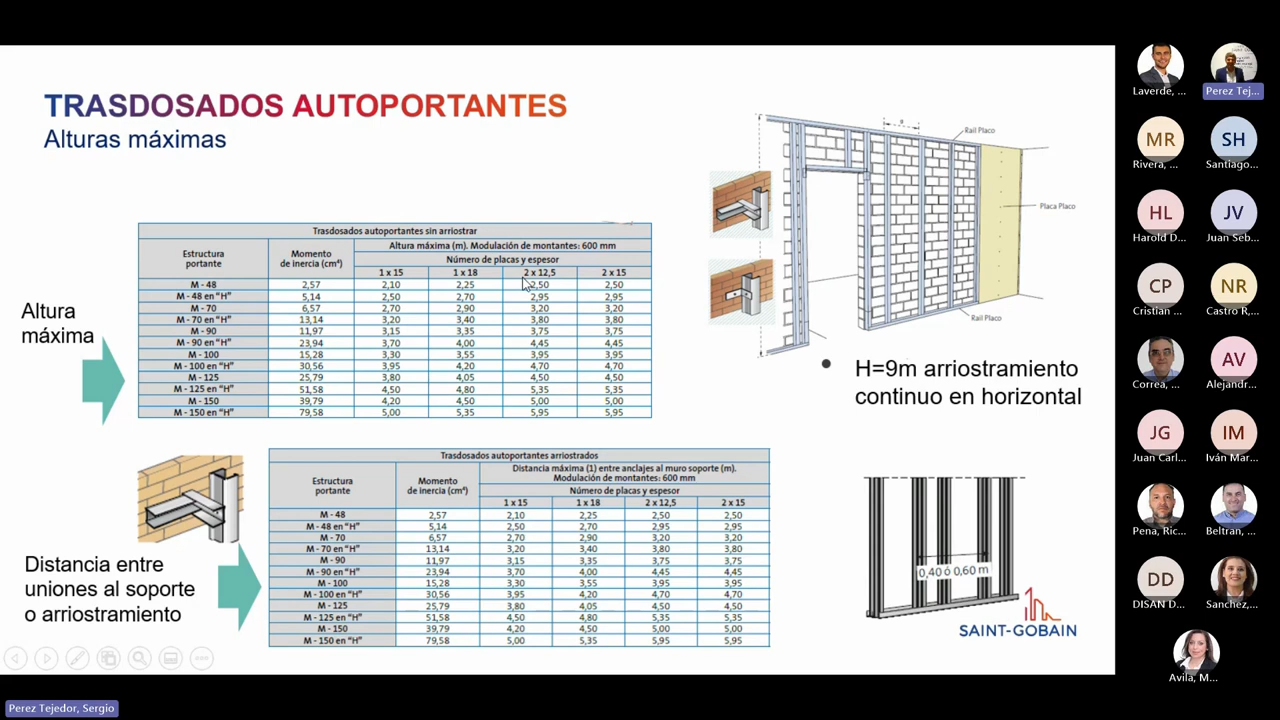 TRASDOSADOS AUTOPORTANTES
Alturas máximas
Altura
máxima
Trasdosados autoportantes sin arriostrar
Estructura portante | Momento de inercia (cm⁴) | Altura máxima (m). Modulación de montantes: 600 mm
Número de placas y espesor
1 x 15 | 1 x 18 | 2 x 12,5 | 2 x 15
M - 48 | 2,57 | 2,10 | 2,25 | 2,50 | 2,50
M - 48 en “H” | 5,14 | 2,50 | 2,70 | 2,95 | 2,95
M - 70 | 6,57 | 2,70 | 2,90 | 3,20 | 3,20
M - 70 en “H” | 13,14 | 3,20 | 3,40 | 3,80 | 3,80
M - 90 | 11,97 | 3,15 | 3,35 | 3,75 | 3,75
M - 90 en “H” | 23,94 | 3,70 | 4,00 | 4,45 | 4,45
M - 100 | 15,28 | 3,30 | 3,55 | 3,95 | 3,95
M - 100 en “H” | 30,56 | 3,95 | 4,20 | 4,70 | 4,70
M - 125 | 25,79 | 3,80 | 4,05 | 4,50 | 4,50
M - 125 en “H” | 51,58 | 4,50 | 4,80 | 5,35 | 5,35
M - 150 | 39,79 | 4,20 | 4,50 | 5,00 | 5,00
M - 150 en “H” | 79,58 | 5,00 | 5,35 | 5,95 | 5,95
Rail Placo
Placa Placo
Rail Placo
• H=9m arriostramiento
continuo en horizontal
Distancia entre
uniones al soporte
o arriostramiento
Trasdosados autoportantes arriostrados
Estructura portante | Momento de inercia (cm⁴) | Distancia máxima (1) entre anclajes al muro soporte (m).
Modulación de montantes: 600 mm
Número de placas y espesor
1 x 15 | 1 x 18 | 2 x 12,5 | 2 x 15
M - 48 | 2,57 | 2,10 | 2,25 | 2,50 | 2,50
M - 48 en “H” | 5,14 | 2,50 | 2,70 | 2,95 | 2,95
M - 70 | 6,57 | 2,70 | 2,90 | 3,20 | 3,20
M - 70 en “H” | 13,14 | 3,20 | 3,40 | 3,80 | 3,80
M - 90 | 11,97 | 3,15 | 3,35 | 3,75 | 3,75
M - 90 en “H” | 23,94 | 3,70 | 4,00 | 4,45 | 4,45
M - 100 | 15,28 | 3,30 | 3,55 | 3,95 | 3,95
M - 100 en “H” | 30,56 | 3,95 | 4,20 | 4,70 | 4,70
M - 125 | 25,79 | 3,80 | 4,05 | 4,50 | 4,50
M - 125 en “H” | 51,58 | 4,50 | 4,80 | 5,35 | 5,35
M - 150 | 39,79 | 4,20 | 4,50 | 5,00 | 5,00
M - 150 en “H” | 79,58 | 5,00 | 5,35 | 5,95 | 5,95
0,40 ó 0,60 m
SAINT-GOBAIN
Laverde, ...
Perez Tej...
MR
Rivera, ...
SH
Santiago...
HL
Harold D...
JV
Juan Seb...
CP
Cristian ...
NR
Castro R,...
Correa, ...
AV
Alejandr...
JG
Juan Carl...
IM
Iván Mar...
Pena, Ric...
Beltran, ...
DD
DISAN D...
Sanchez,...
Avila, M...
Perez Tejedor, Sergio